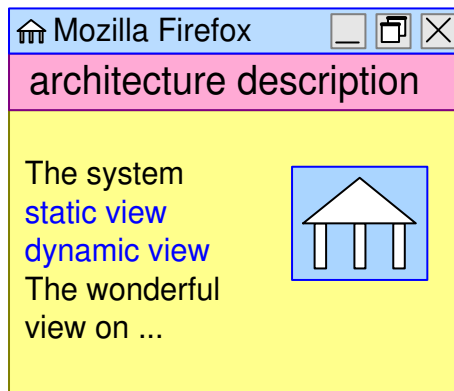 Mozilla Firefox
architecture description
The system
static view
dynamic view
The wonderful
view on ...